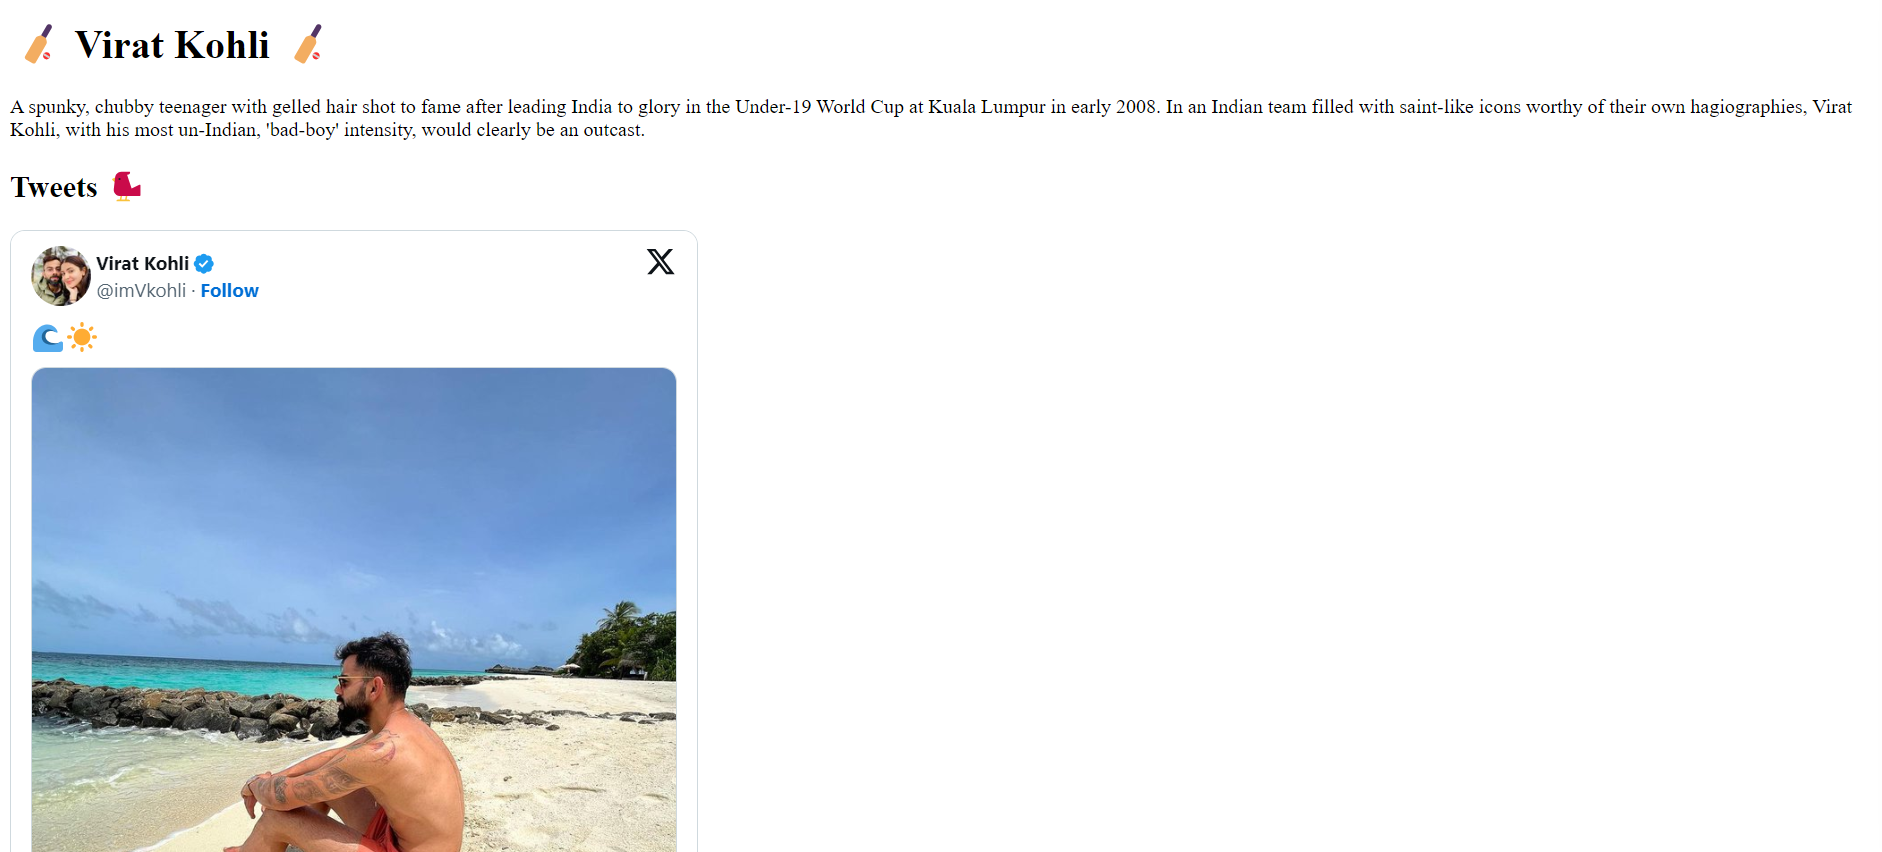 Virat Kohli
A spunky, chubby teenager with gelled hair shot to fame after leading India to glory in the Under-19 World Cup at Kuala Lumpur in early 2008. In an Indian team filled with saint-like icons worthy of their own hagiographies, Virat
Kohli, with his most un-Indian, 'bad-boy' intensity, would clearly be an outcast.
Tweets
Virat Kohli
@imVkohli · Follow